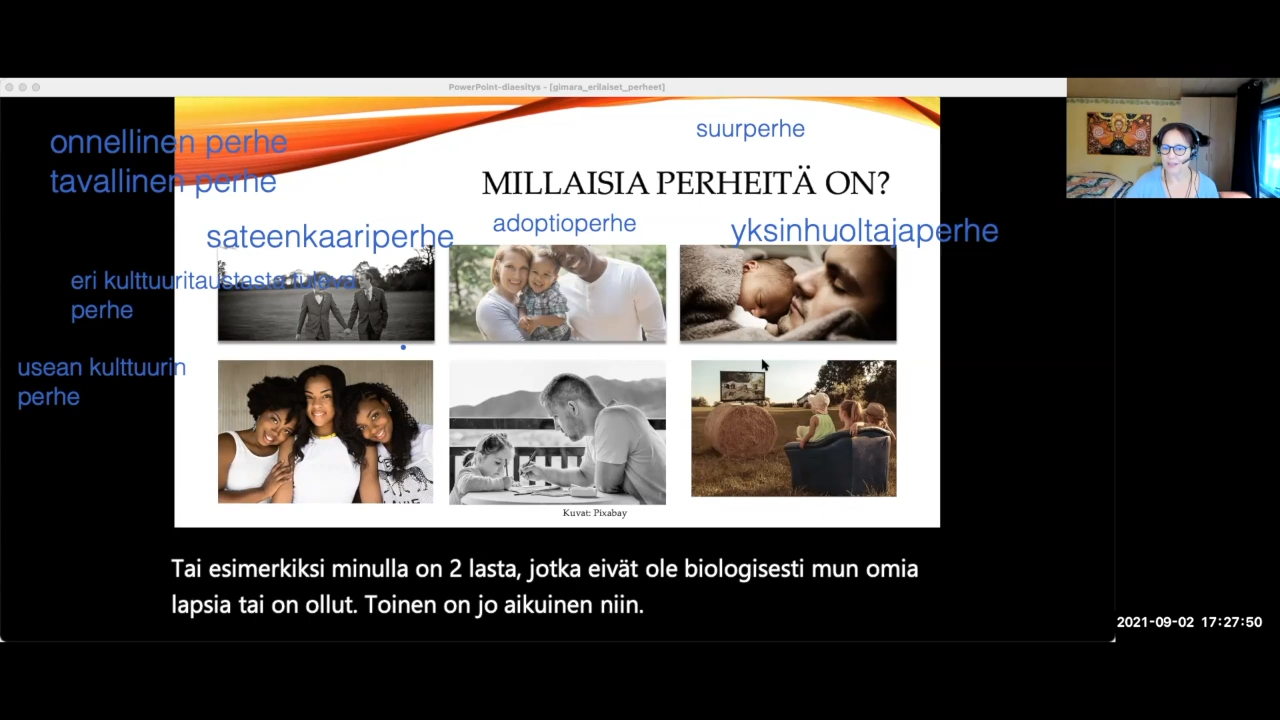 PowerPoint-diaesitys - [gimara_erilaiset_perheet]
onnellinen perhe
tavallinen perhe
suurperhe
MILLAISIA PERHEITÄ ON?
sateenkaariperhe
adoptioperhe
yksinhuoltajaperhe
eri kulttuuritaustasta tuleva
perhe
usean kulttuurin
perhe
Kuvat: Pixabay
Tai esimerkiksi minulla on 2 lasta, jotka eivät ole biologisesti mun omia
lapsia tai on ollut. Toinen on jo aikuinen niin.
2021-09-02 17:27:50